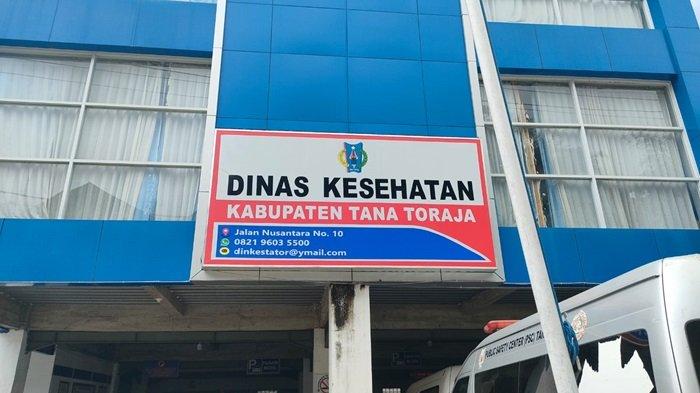 DINAS KESEHATAN
KABUPATEN TANA TORAJA
Jalan Nusantara No. 10
0821 9603 5500
dinkestator@ymail.com
PUBLIC SAFETY CENTER (PSC) TAN